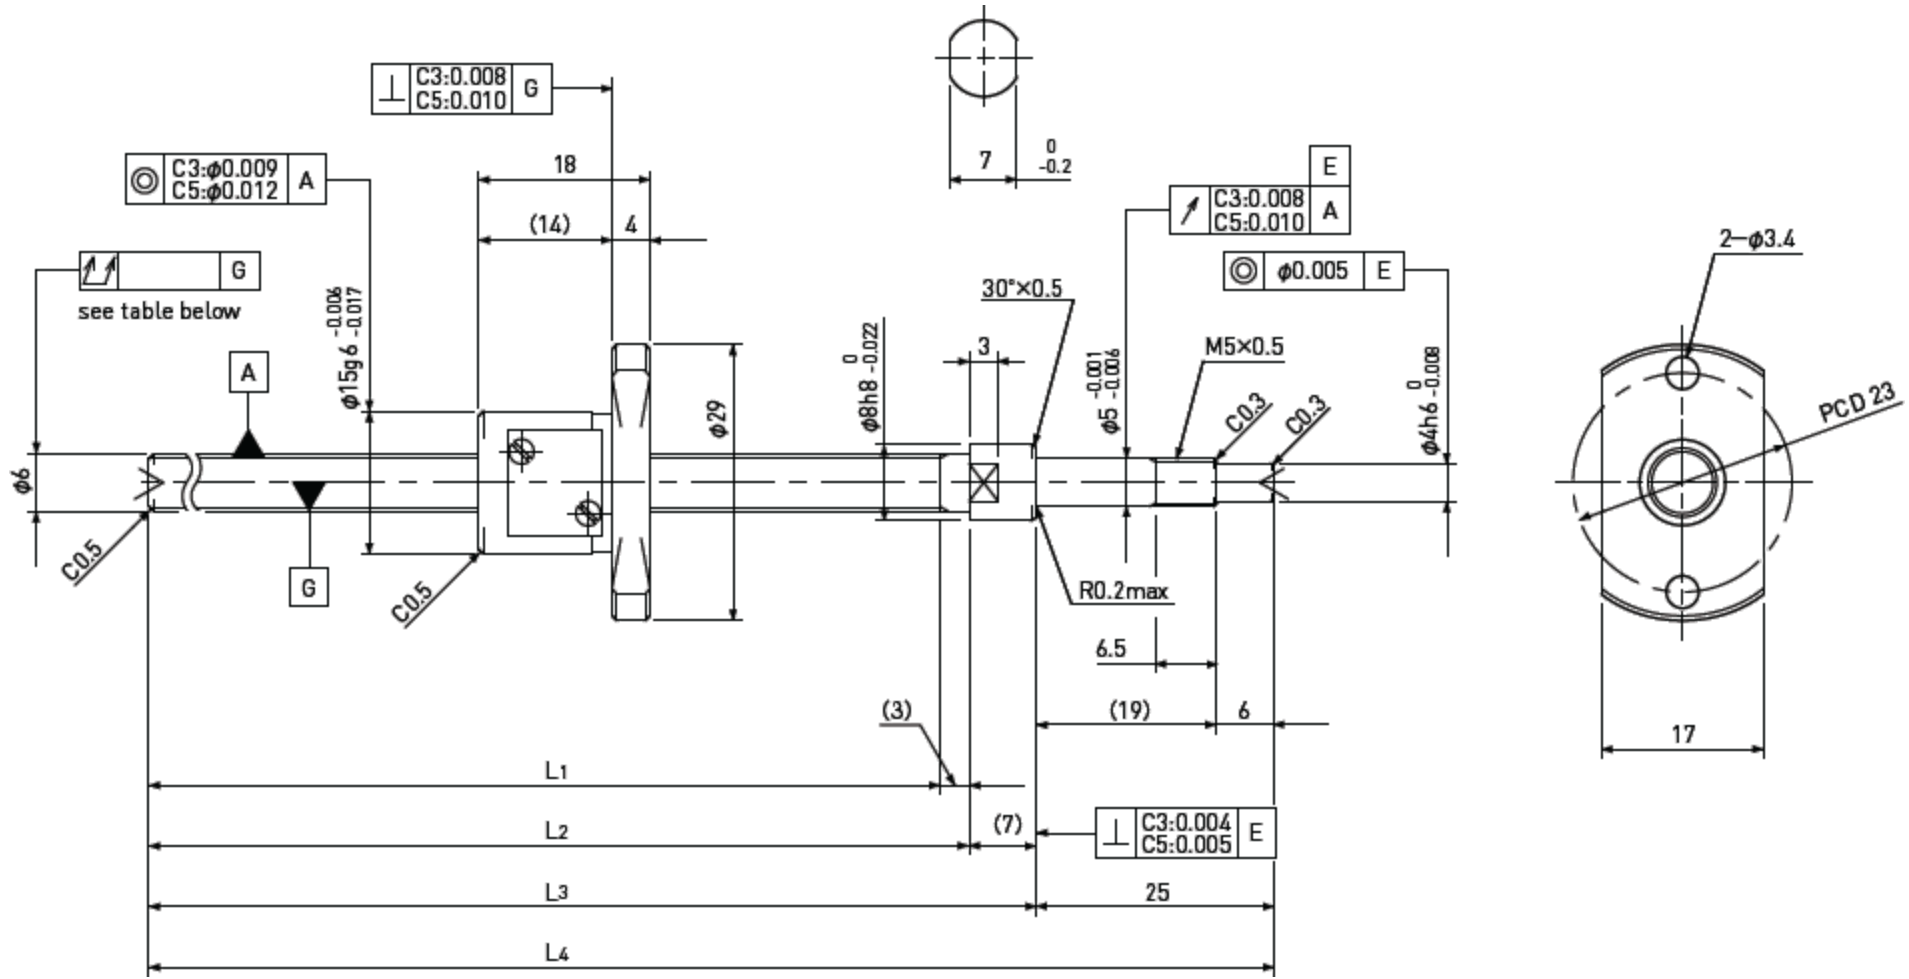 C3:0.008
C5:0.010
G
7
0
-0.2
C3:φ0.009
C5:φ0.012
A
18
E
C3:0.008
C5:0.010
A
(14)
4
2-φ3.4
G
see table below
φ0.005
E
30°×0.5
φ15g6 -0.006
-0.017
φ8h8 0
-0.022
3
φ5 -0.001
-0.006
M5×0.5
φ4h6 0
-0.008
A
φ29
C0.3
C0.3
PCD 23
φ6
C0.5
G
C0.5
R0.2max
6.5
(3)
(19)
6
17
L1
L2
(7)
C3:0.004
C5:0.005
E
L3
25
L4